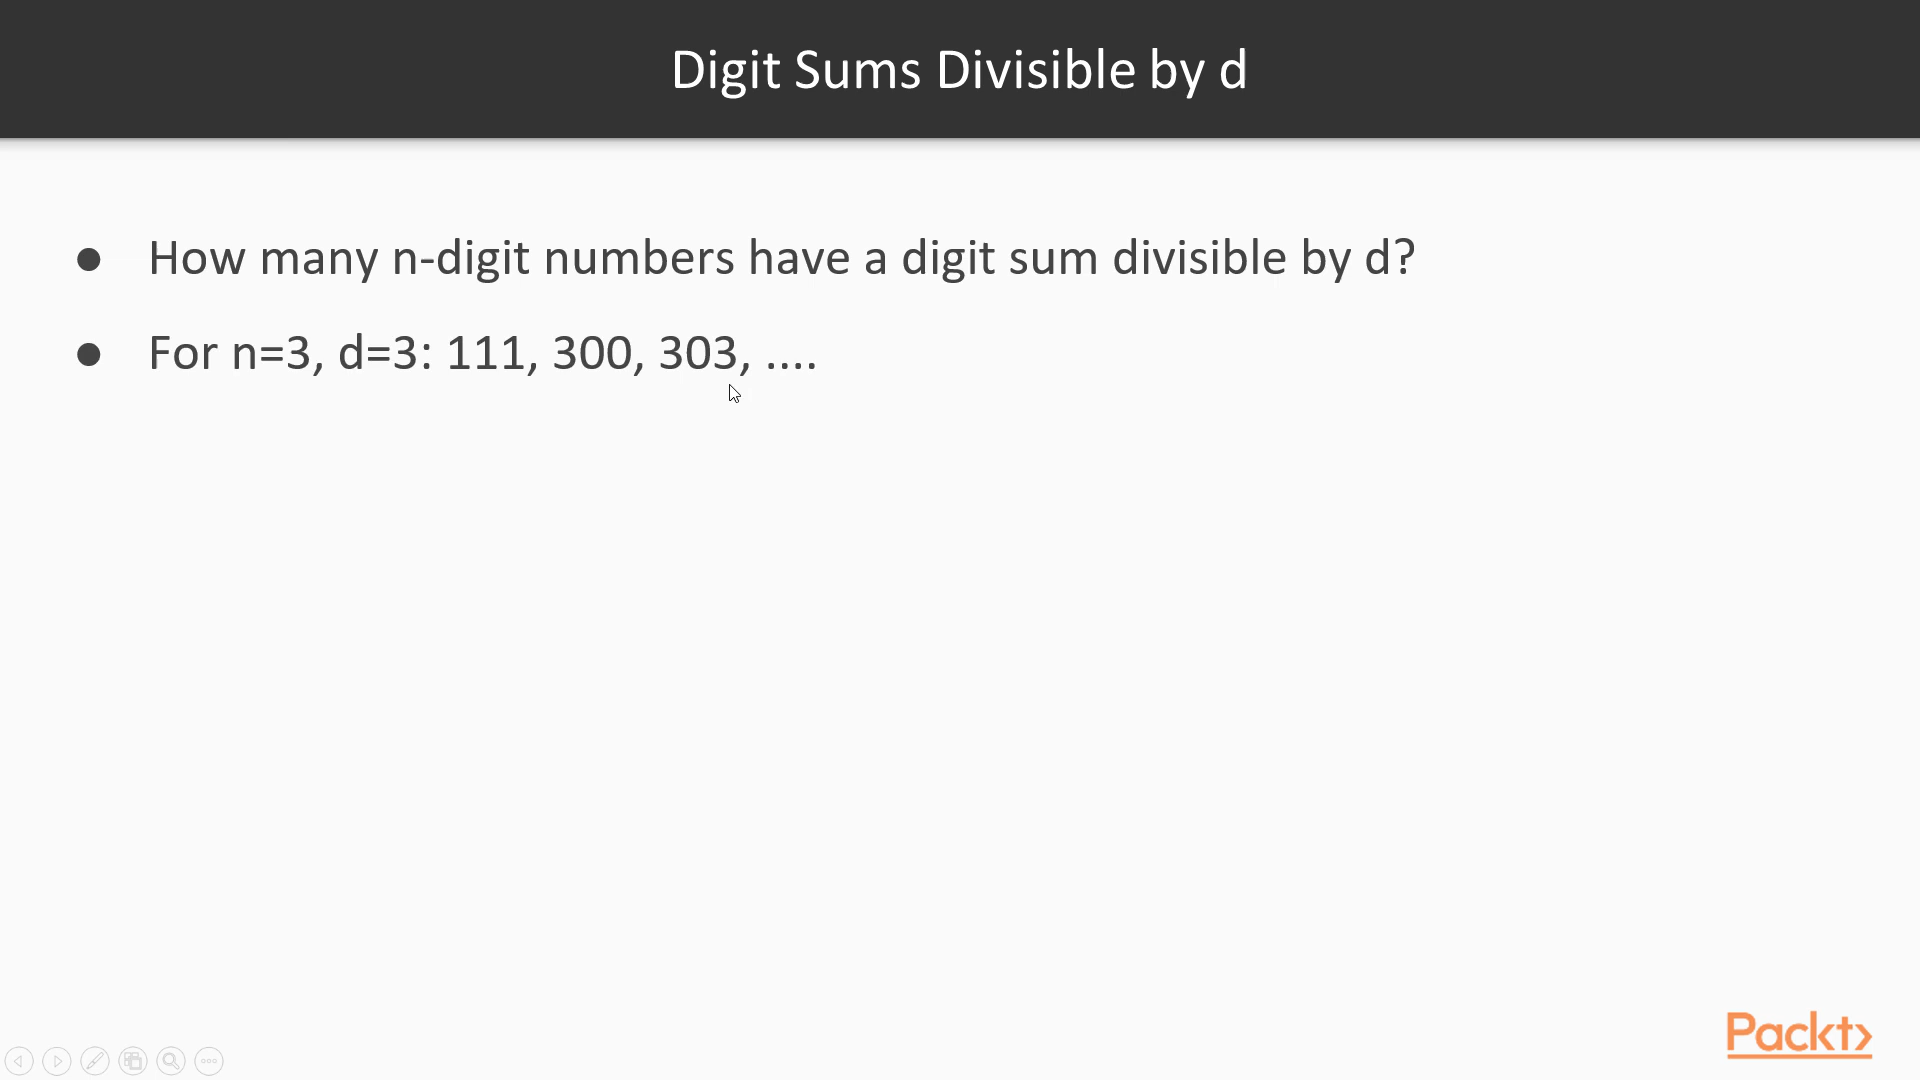 Digit Sums Divisible by d
● How many n-digit numbers have a digit sum divisible by d?
● For n=3, d=3: 111, 300, 303, ....
Packt